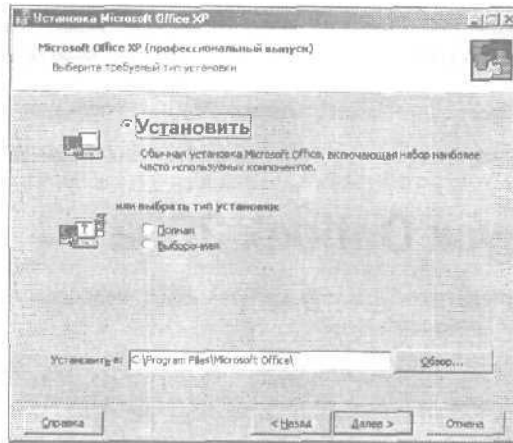 Установка Microsoft Office XP
Microsoft Office XP (профессиональный выпуск)
Выберите требуемый тип установки
Установить
Обычная установка Microsoft Office, включающая набор наиболее
часто используемых компонентов.
или выбрать тип установки
Полная
Выборочная
Установить в: C:\Program Files\Microsoft Office\ Обзор...
Справка < Назад Далее > Отмена